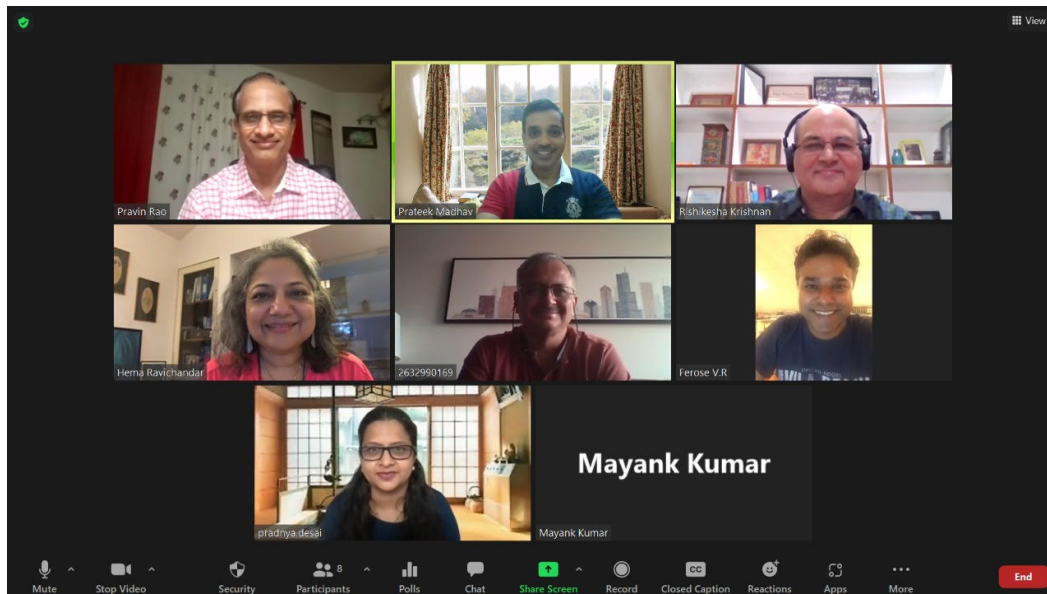 View
Pravin Rao
Prateek Madhav
Rishikesha Krishnan
Hema Ravichandar
2632990169
Ferose V.R
pradnya desai
Mayank Kumar
Mayank Kumar
Mute
Stop Video
Security
Participants
8
Polls
Chat
Share Screen
Record
CC
Closed Caption
Reactions
Apps
More
End